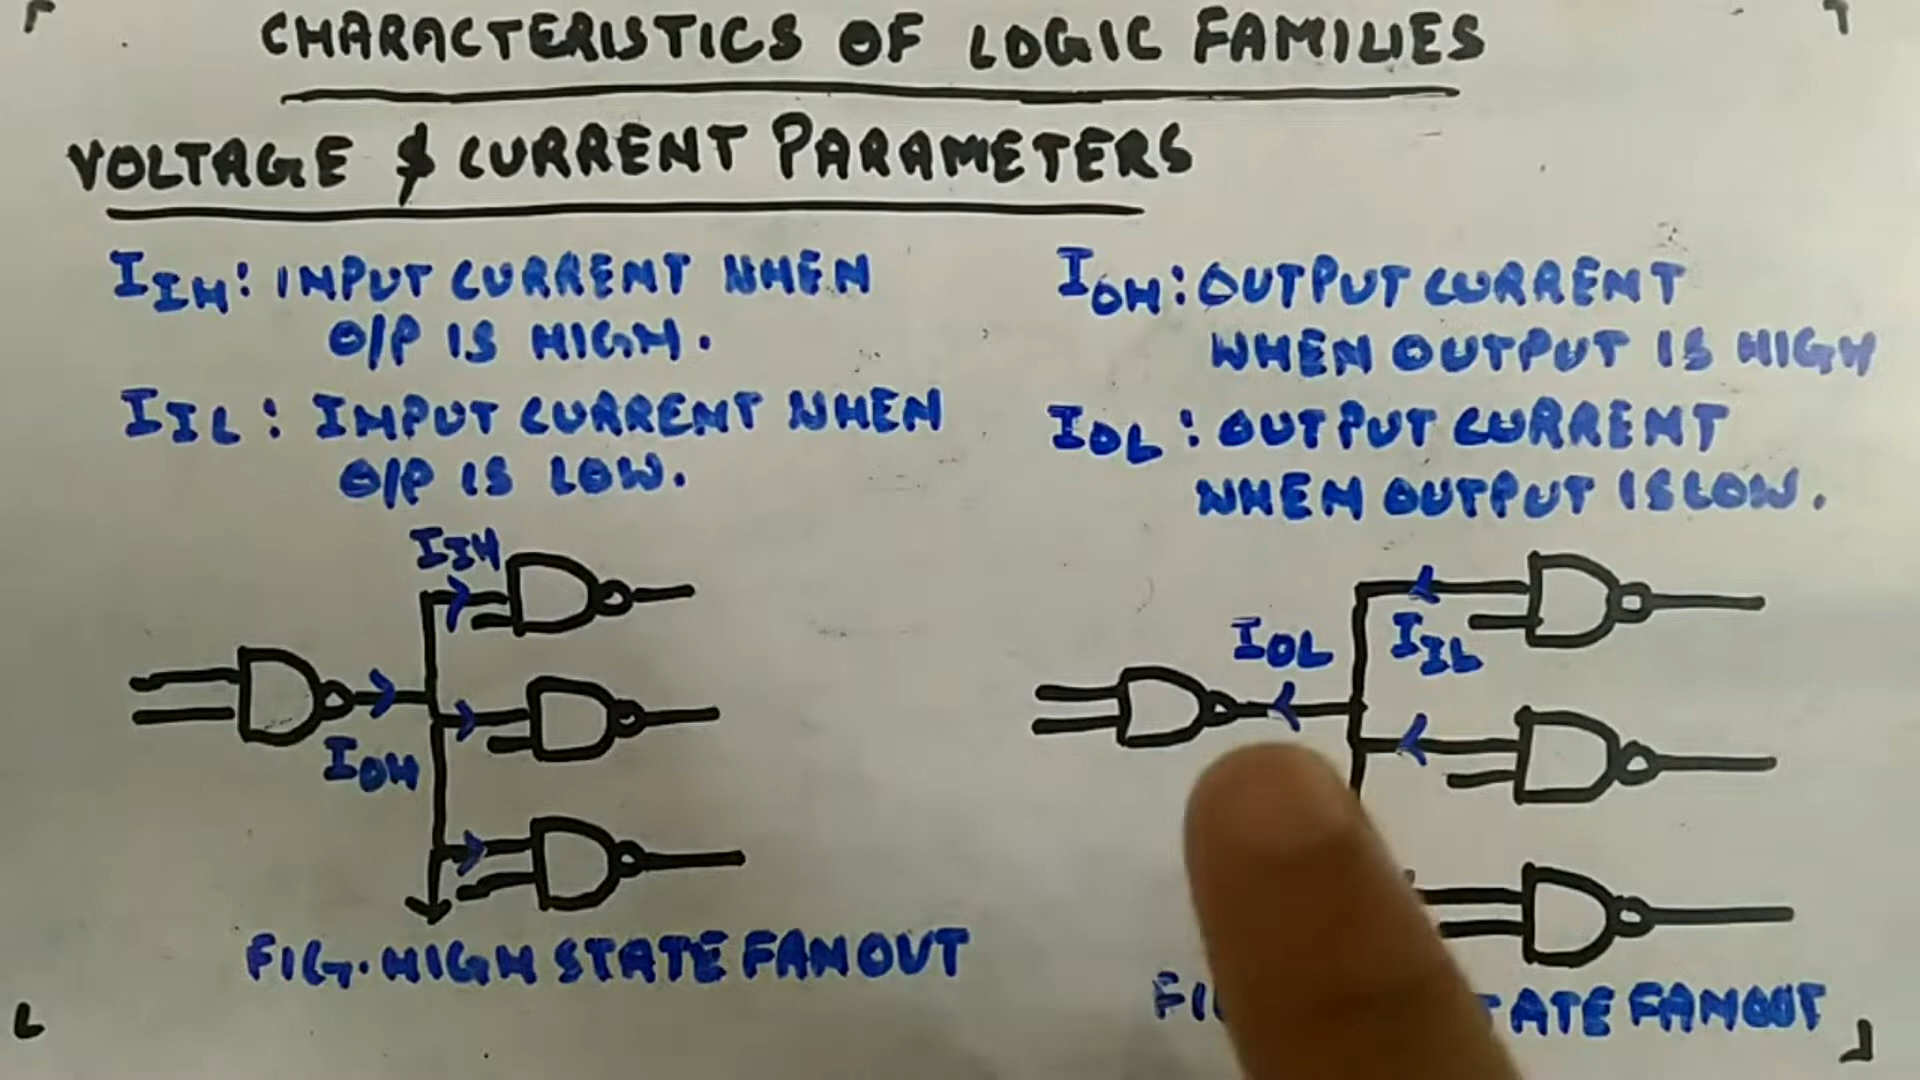 CHARACTERISTICS OF LOGIC FAMILIES
VOLTAGE & CURRENT PARAMETERS
IIH: INPUT CURRENT WHEN
O/P IS HIGH.
IIL: INPUT CURRENT WHEN
O/P IS LOW.
IOH: OUTPUT CURRENT
WHEN OUTPUT IS HIGH
IOL: OUTPUT CURRENT
WHEN OUTPUT IS LOW.
IIH
IOH
FIG. HIGH STATE FANOUT
IOL
IIL
FANOUT